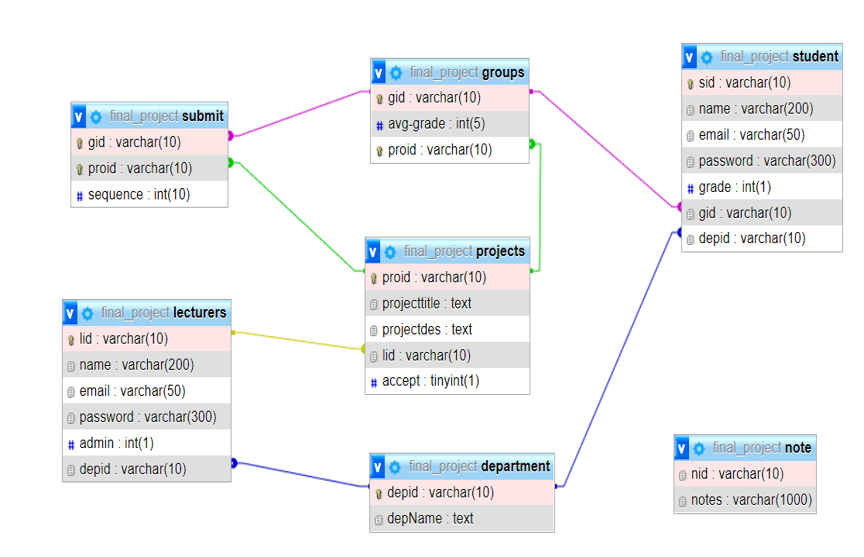 v final_project submit
gid : varchar(10)
proid : varchar(10)
# sequence : int(10)
v final_project groups
gid : varchar(10)
# avg-grade : int(5)
proid : varchar(10)
v final_project student
sid : varchar(10)
name : varchar(200)
email : varchar(50)
password : varchar(300)
# grade : int(1)
gid : varchar(10)
depid : varchar(10)
v final_project projects
proid : varchar(10)
projecttitle : text
projectdes : text
lid : varchar(10)
# accept : tinyint(1)
v final_project lecturers
lid : varchar(10)
name : varchar(200)
email : varchar(50)
password : varchar(300)
# admin : int(1)
depid : varchar(10)
v final_project department
depid : varchar(10)
depName : text
v final_project note
nid : varchar(10)
notes : varchar(1000)